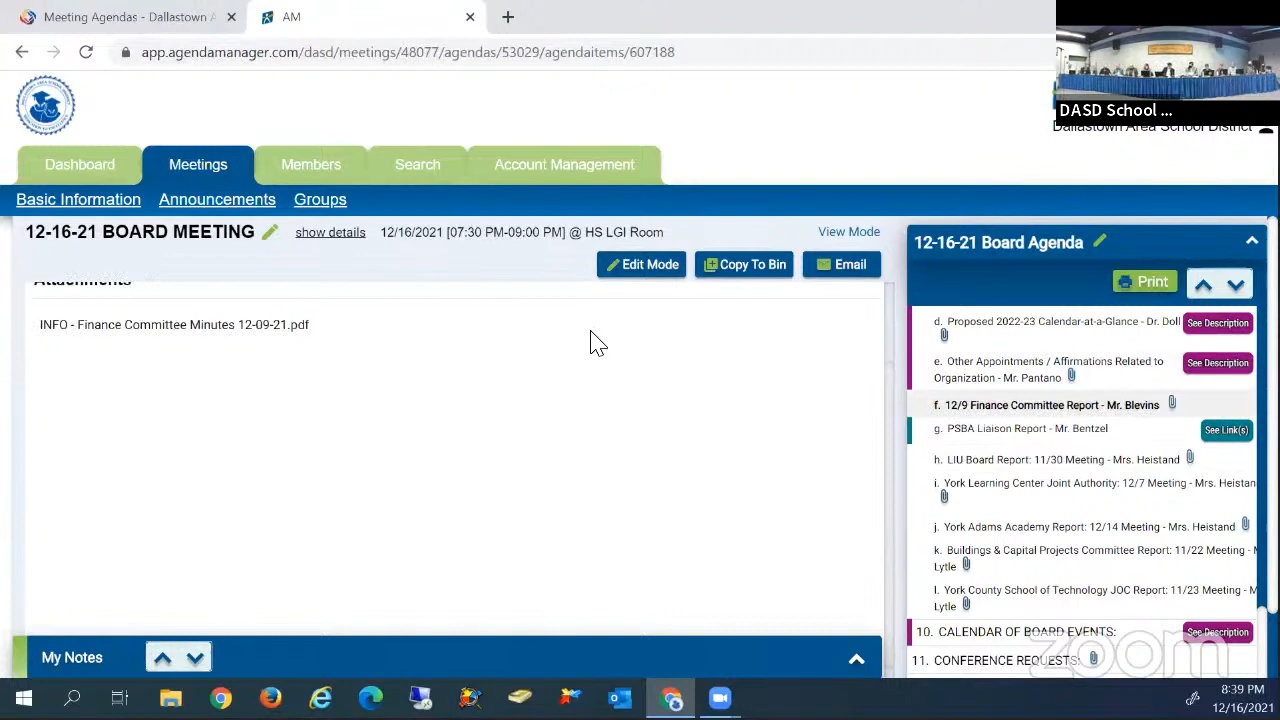 Meeting Agendas - Dallastown A
AM
app.agendamanager.com/dasd/meetings/48077/agendas/53029/agendaitems/607188
DASD School ...
Dallastown Area School District
Dashboard
Meetings
Members
Search
Account Management
Basic Information
Announcements
Groups
12-16-21 BOARD MEETING
show details
12/16/2021 [07:30 PM-09:00 PM] @ HS LGI Room
View Mode
Edit Mode
Copy To Bin
Email
Attachments
INFO - Finance Committee Minutes 12-09-21.pdf
12-16-21 Board Agenda
Print
d. Proposed 2022-23 Calendar-at-a-Glance - Dr. Doll
See Description
e. Other Appointments / Affirmations Related to
Organization - Mr. Pantano
See Description
f. 12/9 Finance Committee Report - Mr. Blevins
g. PSBA Liaison Report - Mr. Bentzel
See Link(s)
h. LIU Board Report: 11/30 Meeting - Mrs. Heistand
i. York Learning Center Joint Authority: 12/7 Meeting - Mrs. Heistan
j. York Adams Academy Report: 12/14 Meeting - Mrs. Heistand
k. Buildings & Capital Projects Committee Report: 11/22 Meeting - M
Lytle
l. York County School of Technology JOC Report: 11/23 Meeting - M
Lytle
10. CALENDAR OF BOARD EVENTS:
See Description
11. CONFERENCE REQUESTS:
zoom
My Notes
8:39 PM
12/16/2021